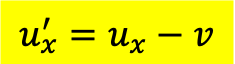 u′ₓ = uₓ − v